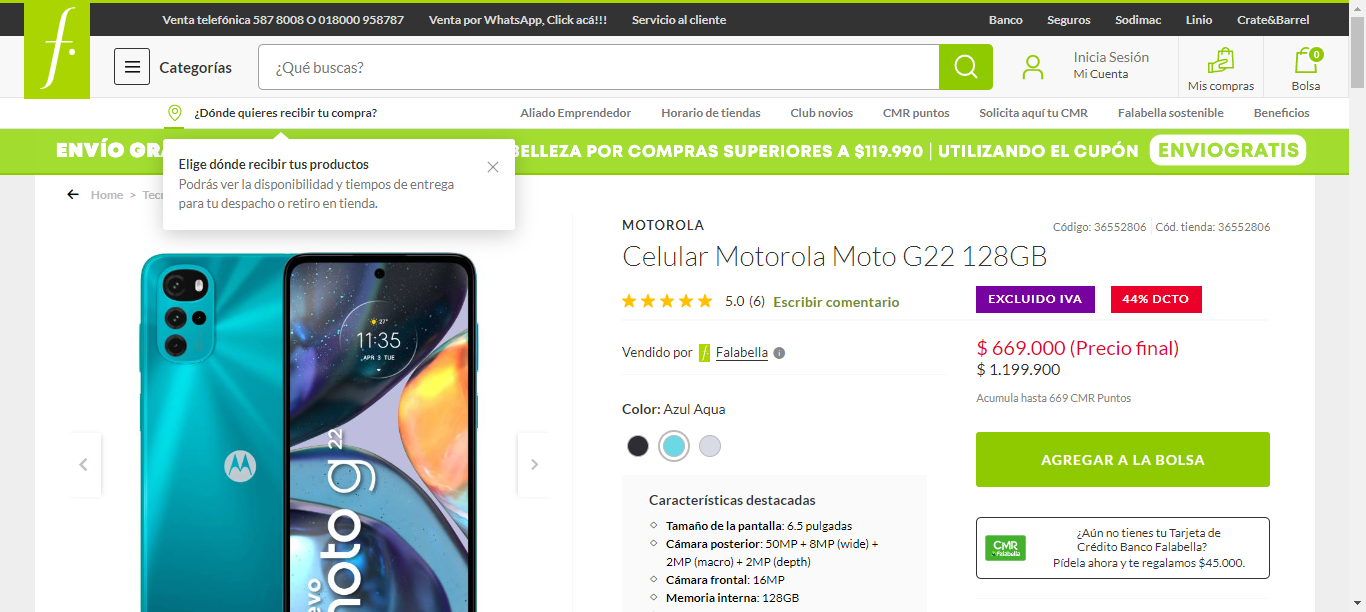 Venta telefónica 587 8008 O 018000 958787
Venta por WhatsApp, Click acá!!!
Servicio al cliente
Banco
Seguros
Sodimac
Linio
Crate&Barrel
f.
Categorías
¿Qué buscas?
Inicia Sesión
Mi Cuenta
Mis compras
0
Bolsa
¿Dónde quieres recibir tu compra?
Aliado Emprendedor
Horario de tiendas
Club novios
CMR puntos
Solicita aquí tu CMR
Falabella sostenible
Beneficios
ENVÍO GRA
BELLEZA POR COMPRAS SUPERIORES A $119.990 | UTILIZANDO EL CUPÓN
ENVIOGRATIS
Elige dónde recibir tus productos
Podrás ver la disponibilidad y tiempos de entrega
para tu despacho o retiro en tienda.
Home > Tec
MOTOROLA
Código: 36552806
Cód. tienda: 36552806
Celular Motorola Moto G22 128GB
5.0 (6)
Escribir comentario
EXCLUIDO IVA
44% DCTO
Vendido por
Falabella
$ 669.000 (Precio final)
$ 1.199.900
Acumula hasta 669 CMR Puntos
Color: Azul Aqua
AGREGAR A LA BOLSA
Características destacadas
Tamaño de la pantalla: 6.5 pulgadas
Cámara posterior: 50MP + 8MP (wide) +
2MP (macro) + 2MP (depth)
Cámara frontal: 16MP
Memoria interna: 128GB
CMR
Falabella
¿Aún no tienes tu Tarjeta de
Crédito Banco Falabella?
Pídela ahora y te regalamos $45.000.
27°
11:35
APR 3 TUE
evo
moto g 22